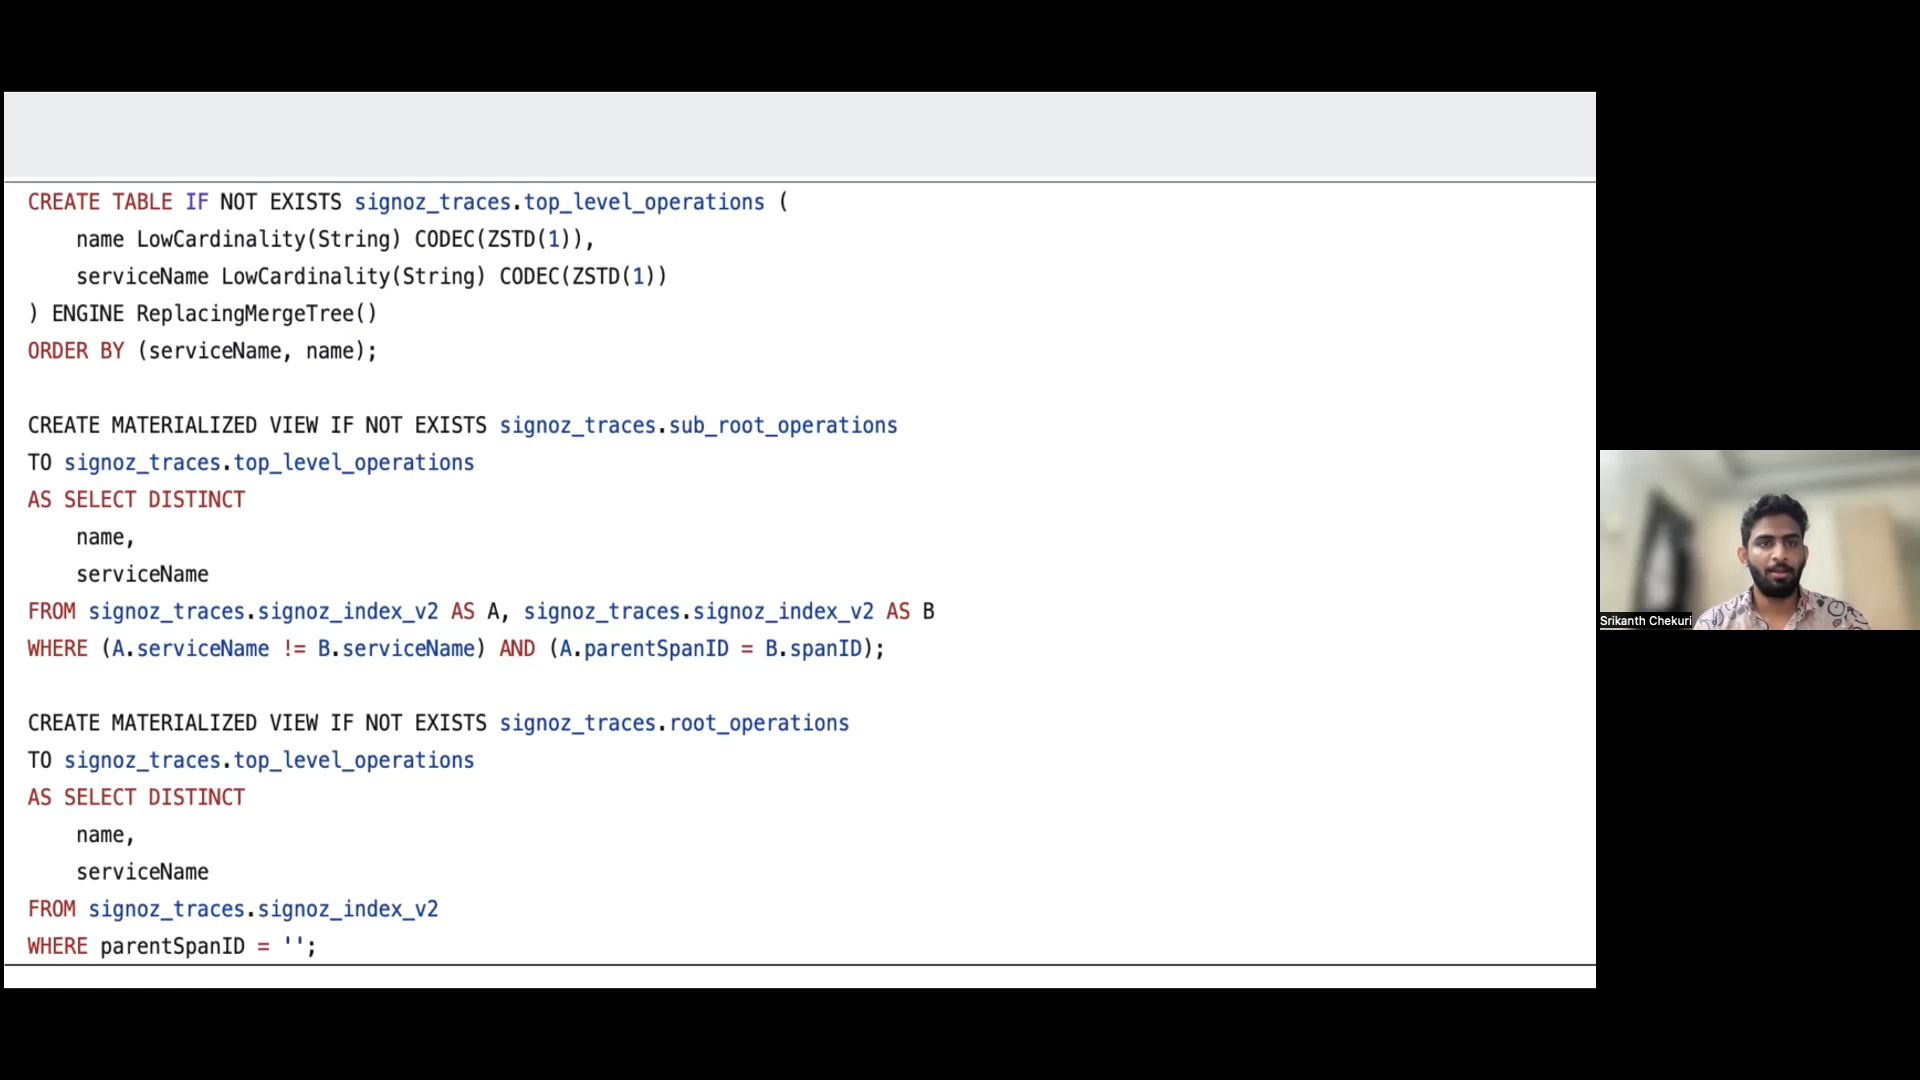 CREATE TABLE IF NOT EXISTS signoz_traces.top_level_operations (
name LowCardinality(String) CODEC(ZSTD(1)),
serviceName LowCardinality(String) CODEC(ZSTD(1))
) ENGINE ReplacingMergeTree()
ORDER BY (serviceName, name);
CREATE MATERIALIZED VIEW IF NOT EXISTS signoz_traces.sub_root_operations
TO signoz_traces.top_level_operations
AS SELECT DISTINCT
name,
serviceName
FROM signoz_traces.signoz_index_v2 AS A, signoz_traces.signoz_index_v2 AS B
WHERE (A.serviceName != B.serviceName) AND (A.parentSpanID = B.spanID);
CREATE MATERIALIZED VIEW IF NOT EXISTS signoz_traces.root_operations
TO signoz_traces.top_level_operations
AS SELECT DISTINCT
name,
serviceName
FROM signoz_traces.signoz_index_v2
WHERE parentSpanID = '';
Srikanth Chekuri